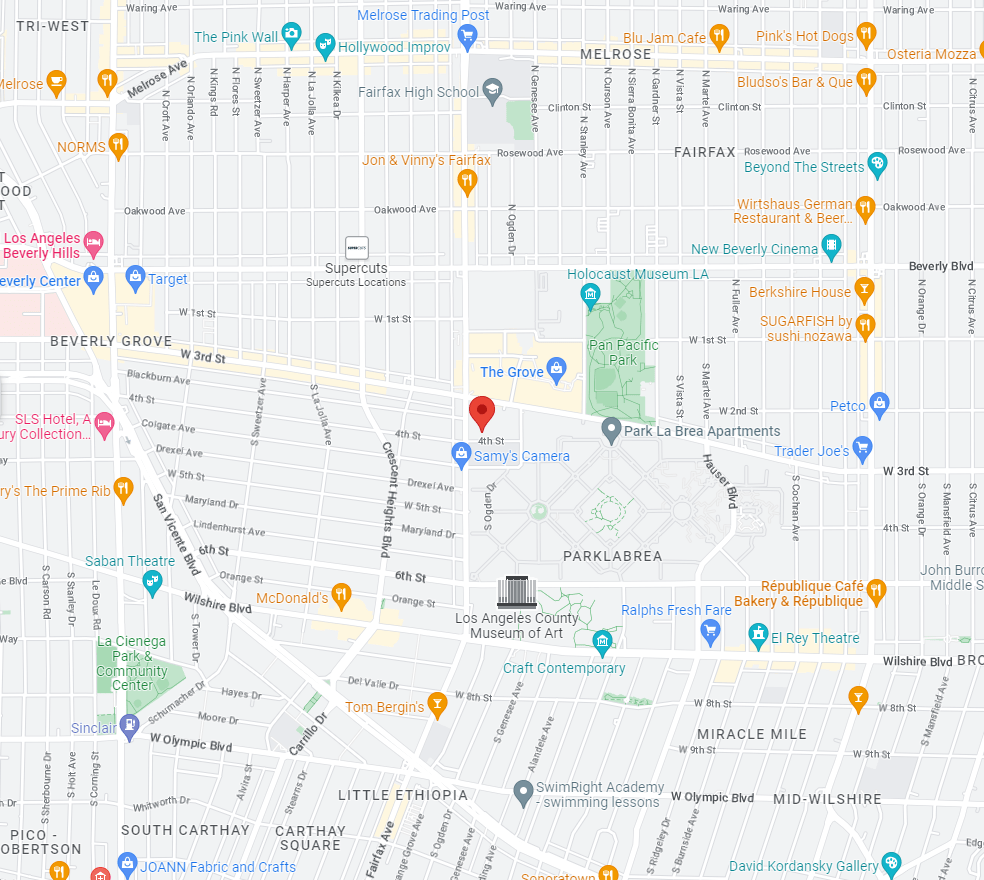 Waring Ave
Waring Ave
Waring Ave
TRI-WEST
Melrose Trading Post
The Pink Wall
Hollywood Improv
Blu Jam Cafe
Pink's Hot Dogs
MELROSE
Osteria Mozza
Melrose
Melrose Ave
Fairfax High School
Bludso's Bar & Que
N Croft Ave
N Orlando Ave
N Kings Rd
N Flores St
N Sweetzer Ave
N Harper Ave
N La Jolla Ave
N Kilkea Dr
N Genesee Ave
N Stanley Ave
N Curson Ave
N Sierra Bonita Ave
N Gardner St
N Vista St
N Martel Ave
N Citrus Ave
Clinton St
Clinton St
Clinton St
NORMS
Jon & Vinny's Fairfax
Rosewood Ave
FAIRFAX
Rosewood Ave
Rosewood Ave
Beyond The Streets
OOD
T
Oakwood Ave
Oakwood Ave
N Ogden Dr
Wirtshaus German
Restaurant & Beer...
Oakwood Ave
Los Angeles
Beverly Hills
New Beverly Cinema
Supercuts
Supercuts Locations
Beverly Blvd
everly Center
Target
Holocaust Museum LA
N Fuller Ave
Berkshire House
N Orange Dr
N Citrus Ave
W 1st St
W 1st St
SUGARFISH by
sushi nozawa
W 1st St
BEVERLY GROVE
W 3rd St
Pan Pacific
Park
The Grove
Blackburn Ave
4th St
S Sweetzer Ave
S La Jolla Ave
S Vista St
S Martel Ave
W 2nd St
Petco
SLS Hotel, A
ury Collection...
Colgate Ave
4th St
4th St
Park La Brea Apartments
Drexel Ave
Samy's Camera
Trader Joe's
W 5th St
Crescent Heights Blvd
Hauser Blvd
W 3rd St
ry's The Prime Rib
Drexel Ave
Maryland Dr
W 5th St
S Ogden Dr
S Cochran Ave
S Orange Dr
S Mansfield Ave
S Citrus Ave
San Vicente Blvd
Lindenhurst Ave
Maryland Dr
4th St
6th St
PARKLABREA
Saban Theatre
Orange St
6th St
John Burro
Middle S
se Blvd
S Carson Rd
S Stanley Dr
Le Doux Rd
McDonald's
Orange St
République Café
Bakery & République
Wilshire Blvd
Los Angeles County
Museum of Art
Ralphs Fresh Fare
El Rey Theatre
Way
S Tower Dr
La Cienega
Park &
Community
Center
Craft Contemporary
Wilshire Blvd
BRO
Del Valle Dr
Schumacher Dr
Hayes Dr
Tom Bergin's
W 8th St
W 8th St
W 8th St
S Mansfield Ave
Moore Dr
Sinclair
Carrillo Dr
S Genesee Ave
Alandele Ave
MIRACLE MILE
W Olympic Blvd
W 9th St
W 9th St
S Sherbourne Dr
S Holt Ave
S Corning St
Alvira St
Stearns Dr
LITTLE ETHIOPIA
SwimRight Academy
- swimming lessons
W Olympic Blvd
MID-WILSHIRE
n Dr
Whitworth Dr
PICO -
OBERTSON
SOUTH CARTHAY
CARTHAY
SQUARE
Fairfax Ave
ange Grove Ave
S Ogden Dr
Genesee Ave
ding Ave
S Ridgeley Dr
S Burnside Ave
Edg
JOANN Fabric and Crafts
Sonoratown
David Kordansky Gallery